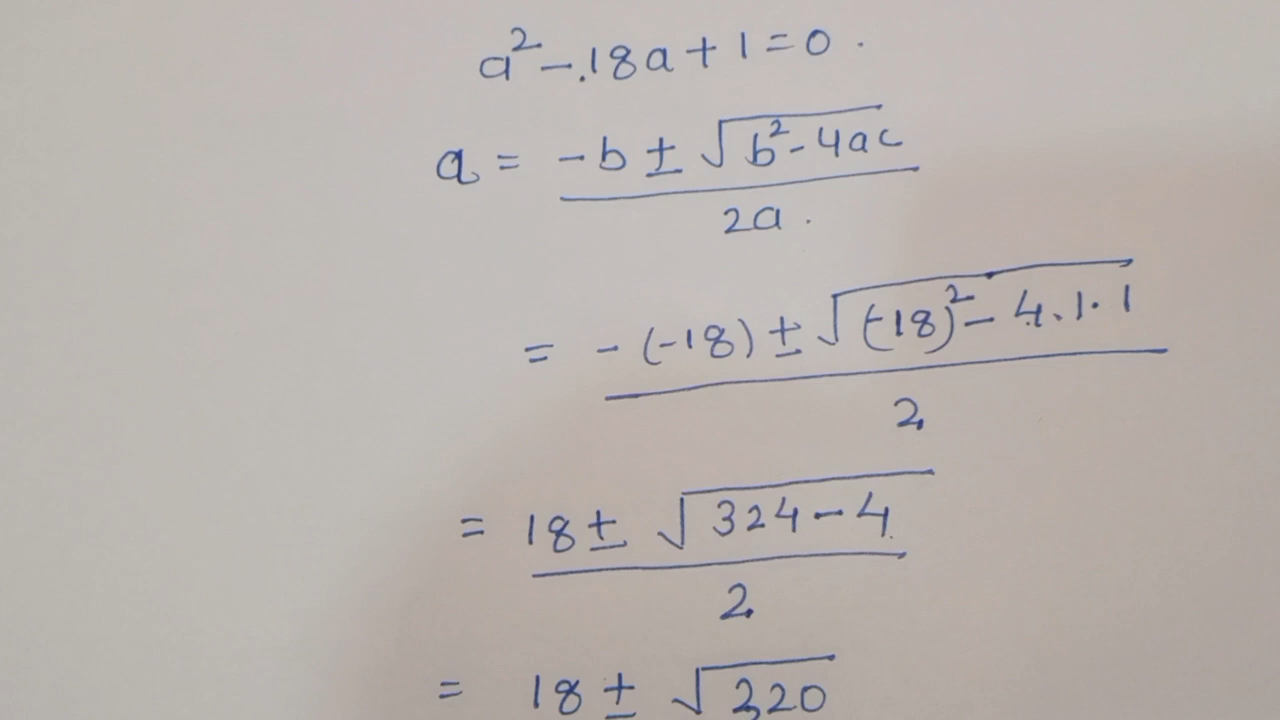 a² - .18a + 1 = 0 .
a = -b ± √b² - 4ac
2a .
= - (-18) ± √(-18)² - 4.1.1
2
= 18 ± √324 - 4
2
= 18 ± √320